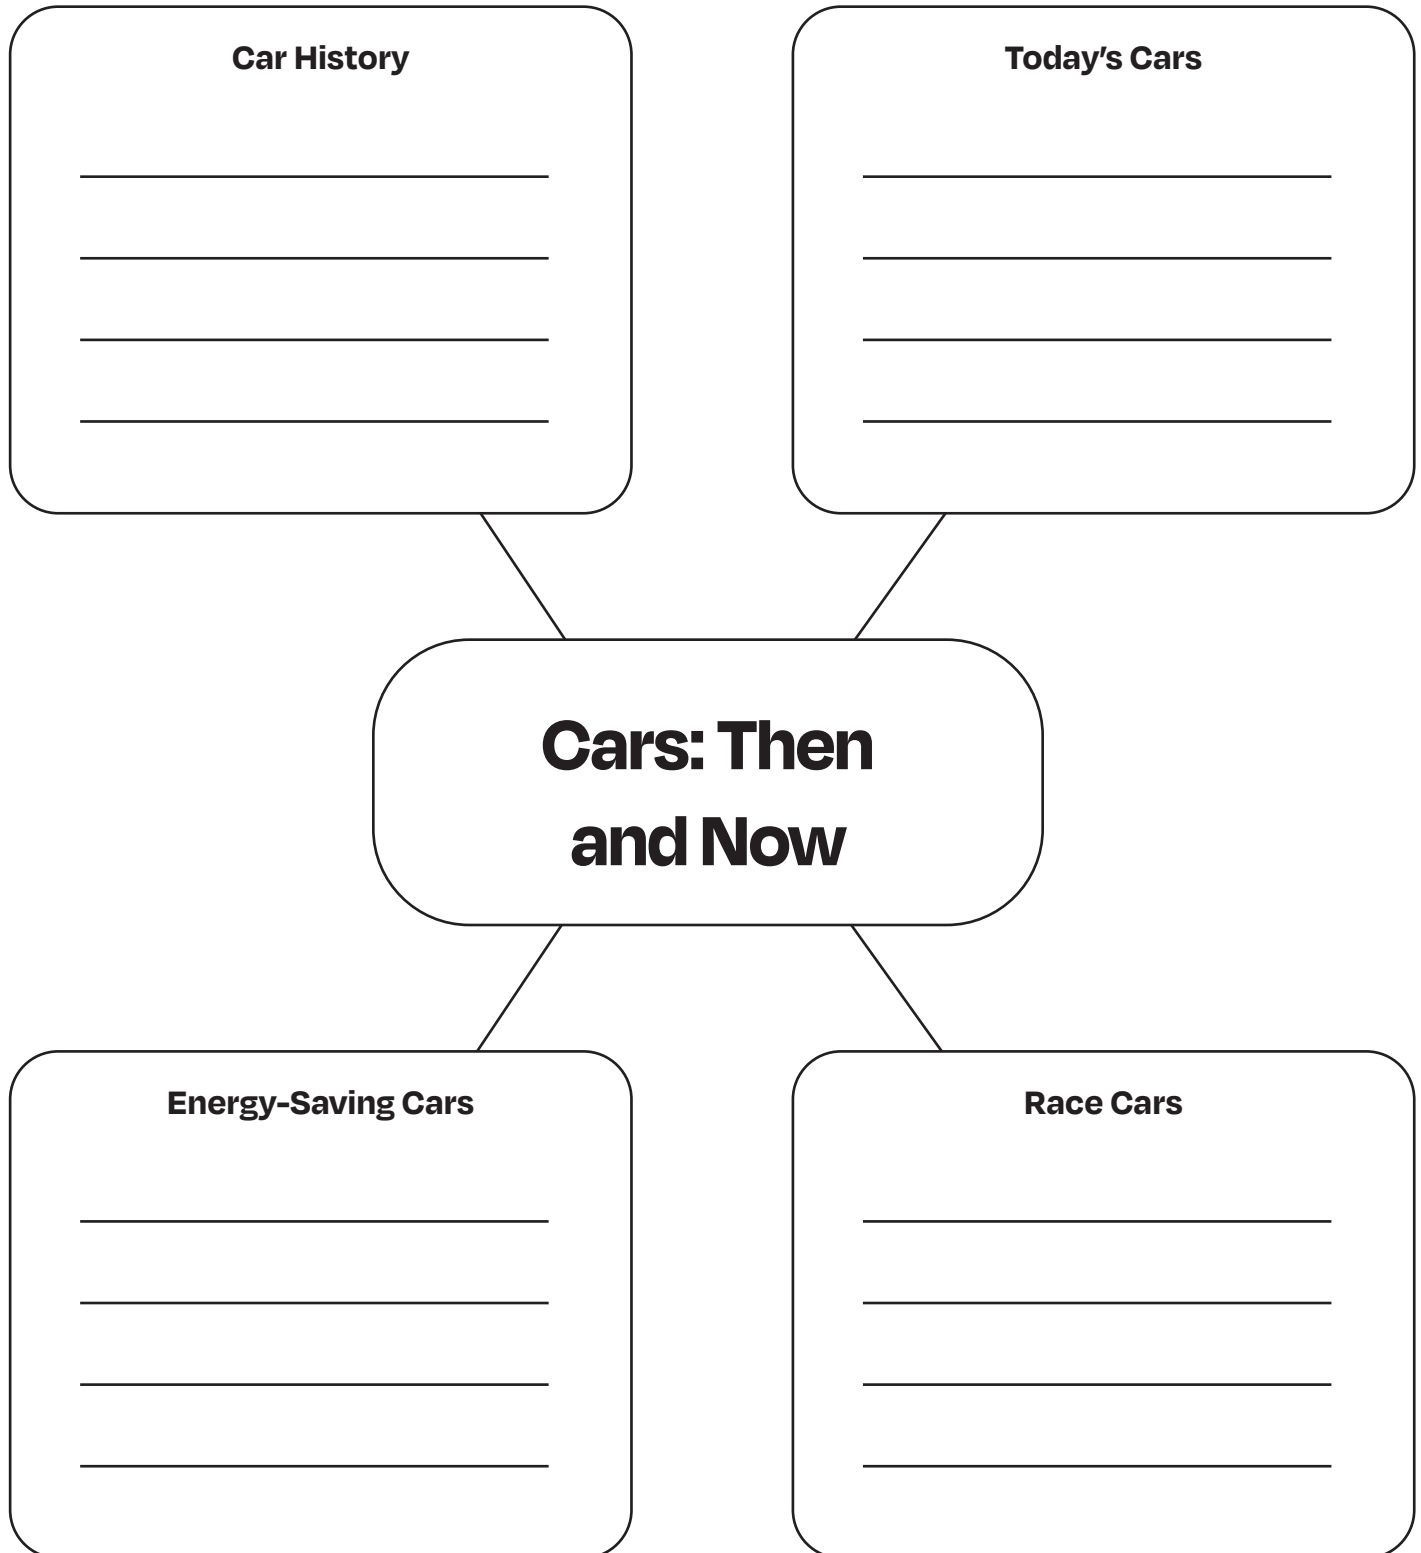 Car History
Today’s Cars
Cars: Then
and Now
Energy-Saving Cars
Race Cars